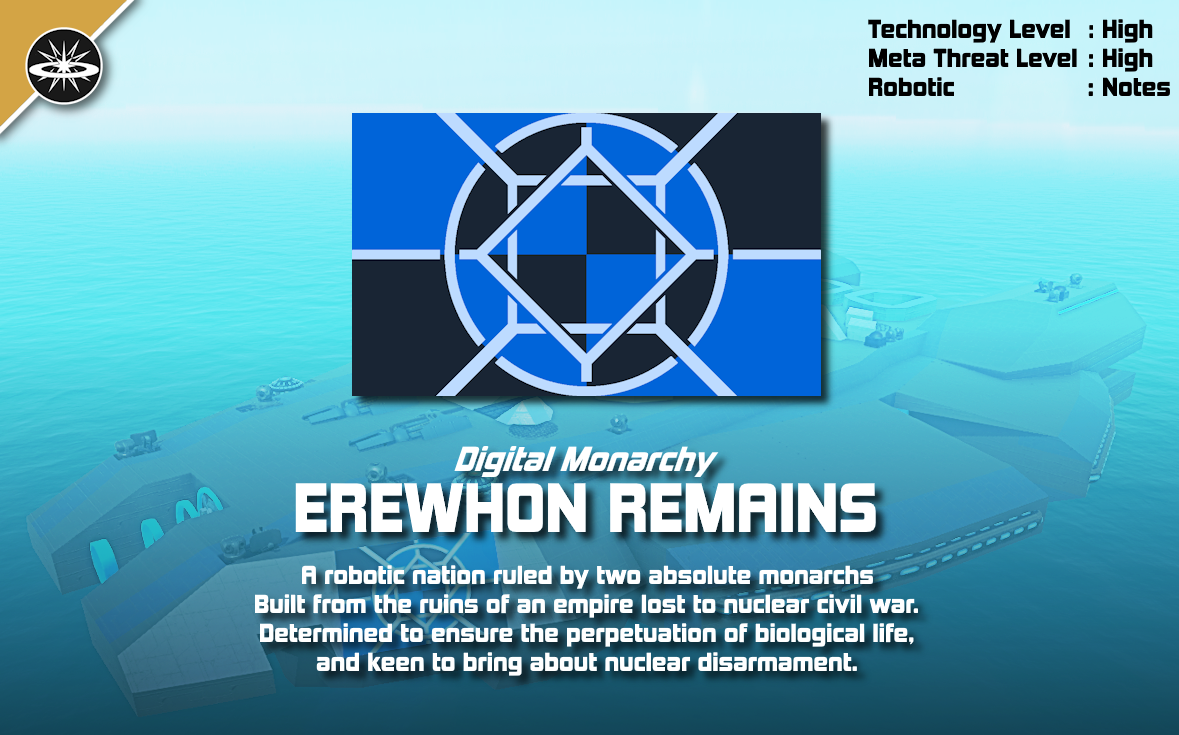 Technology Level : High
Meta Threat Level : High
Robotic : Notes
Digital Monarchy
EREWHON REMAINS
A robotic nation ruled by two absolute monarchs
Built from the ruins of an empire lost to nuclear civil war.
Determined to ensure the perpetuation of biological life,
and keen to bring about nuclear disarmament.